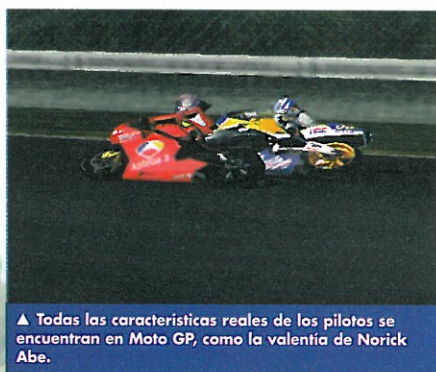 ▲ Todas las características reales de los pilotos se
encuentran en Moto GP, como la valentía de Norick
Abe.